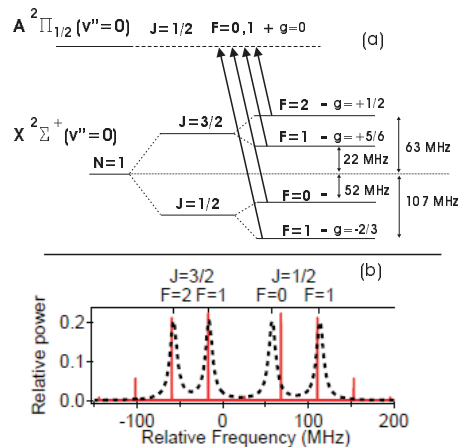 A ²Π₁/₂(v"=0) J=1/2 F=0,1 + g=0 (a)
F=2 - g=+1/2
J=3/2
X ²Σ⁺(v"=0) F=1 - g=+5/6
22 MHz 63 MHz
N=1
52 MHz
F=0 -
107 MHz
J=1/2
F=1 - g=-2/3
(b)
J=3/2 J=1/2
F=2 F=1 F=0 F=1
Relative power
0.2
0.1
0.0
-100 0 100 200
Relative Frequency (MHz)